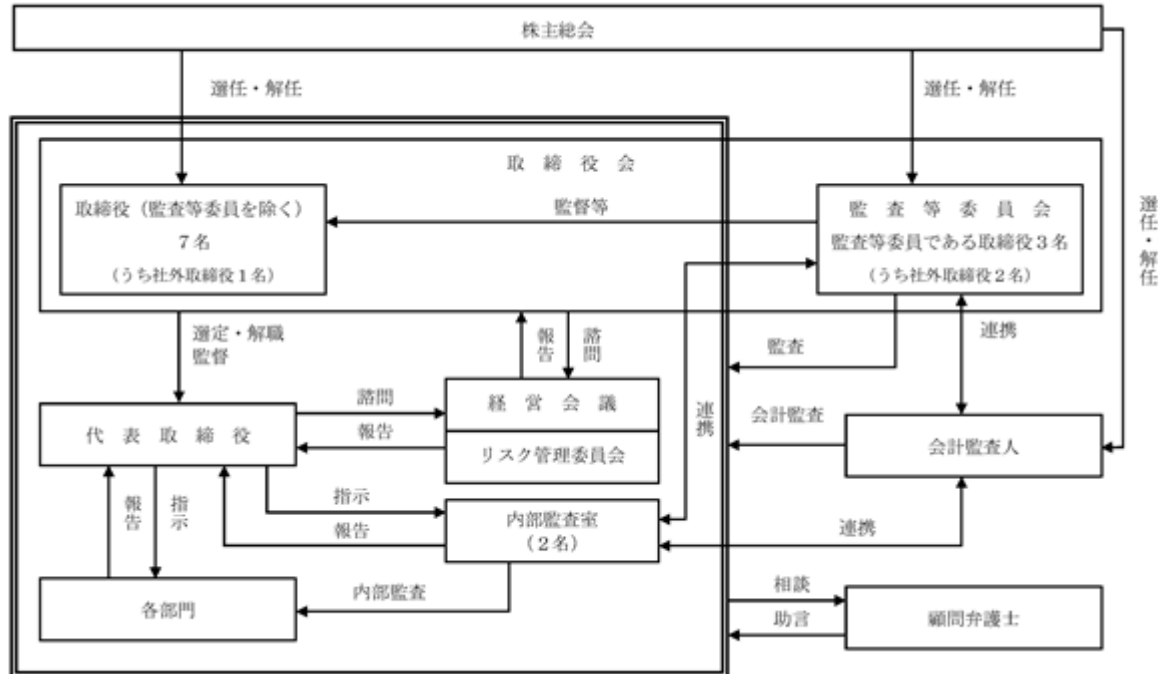 株主総会
選任・解任
選任・解任
選任・解任
取締役会
取締役（監査等委員を除く）
７名
（うち社外取締役１名）
監督等
監査等委員会
監査等委員である取締役３名
（うち社外取締役２名）
選定・解職
監督
報告
諮問
監査
連携
連携
代表取締役
諮問
報告
経営会議
リスク管理委員会
会計監査
会計監査人
報告
指示
指示
報告
内部監査室
（２名）
連携
各部門
内部監査
相談
助言
顧問弁護士